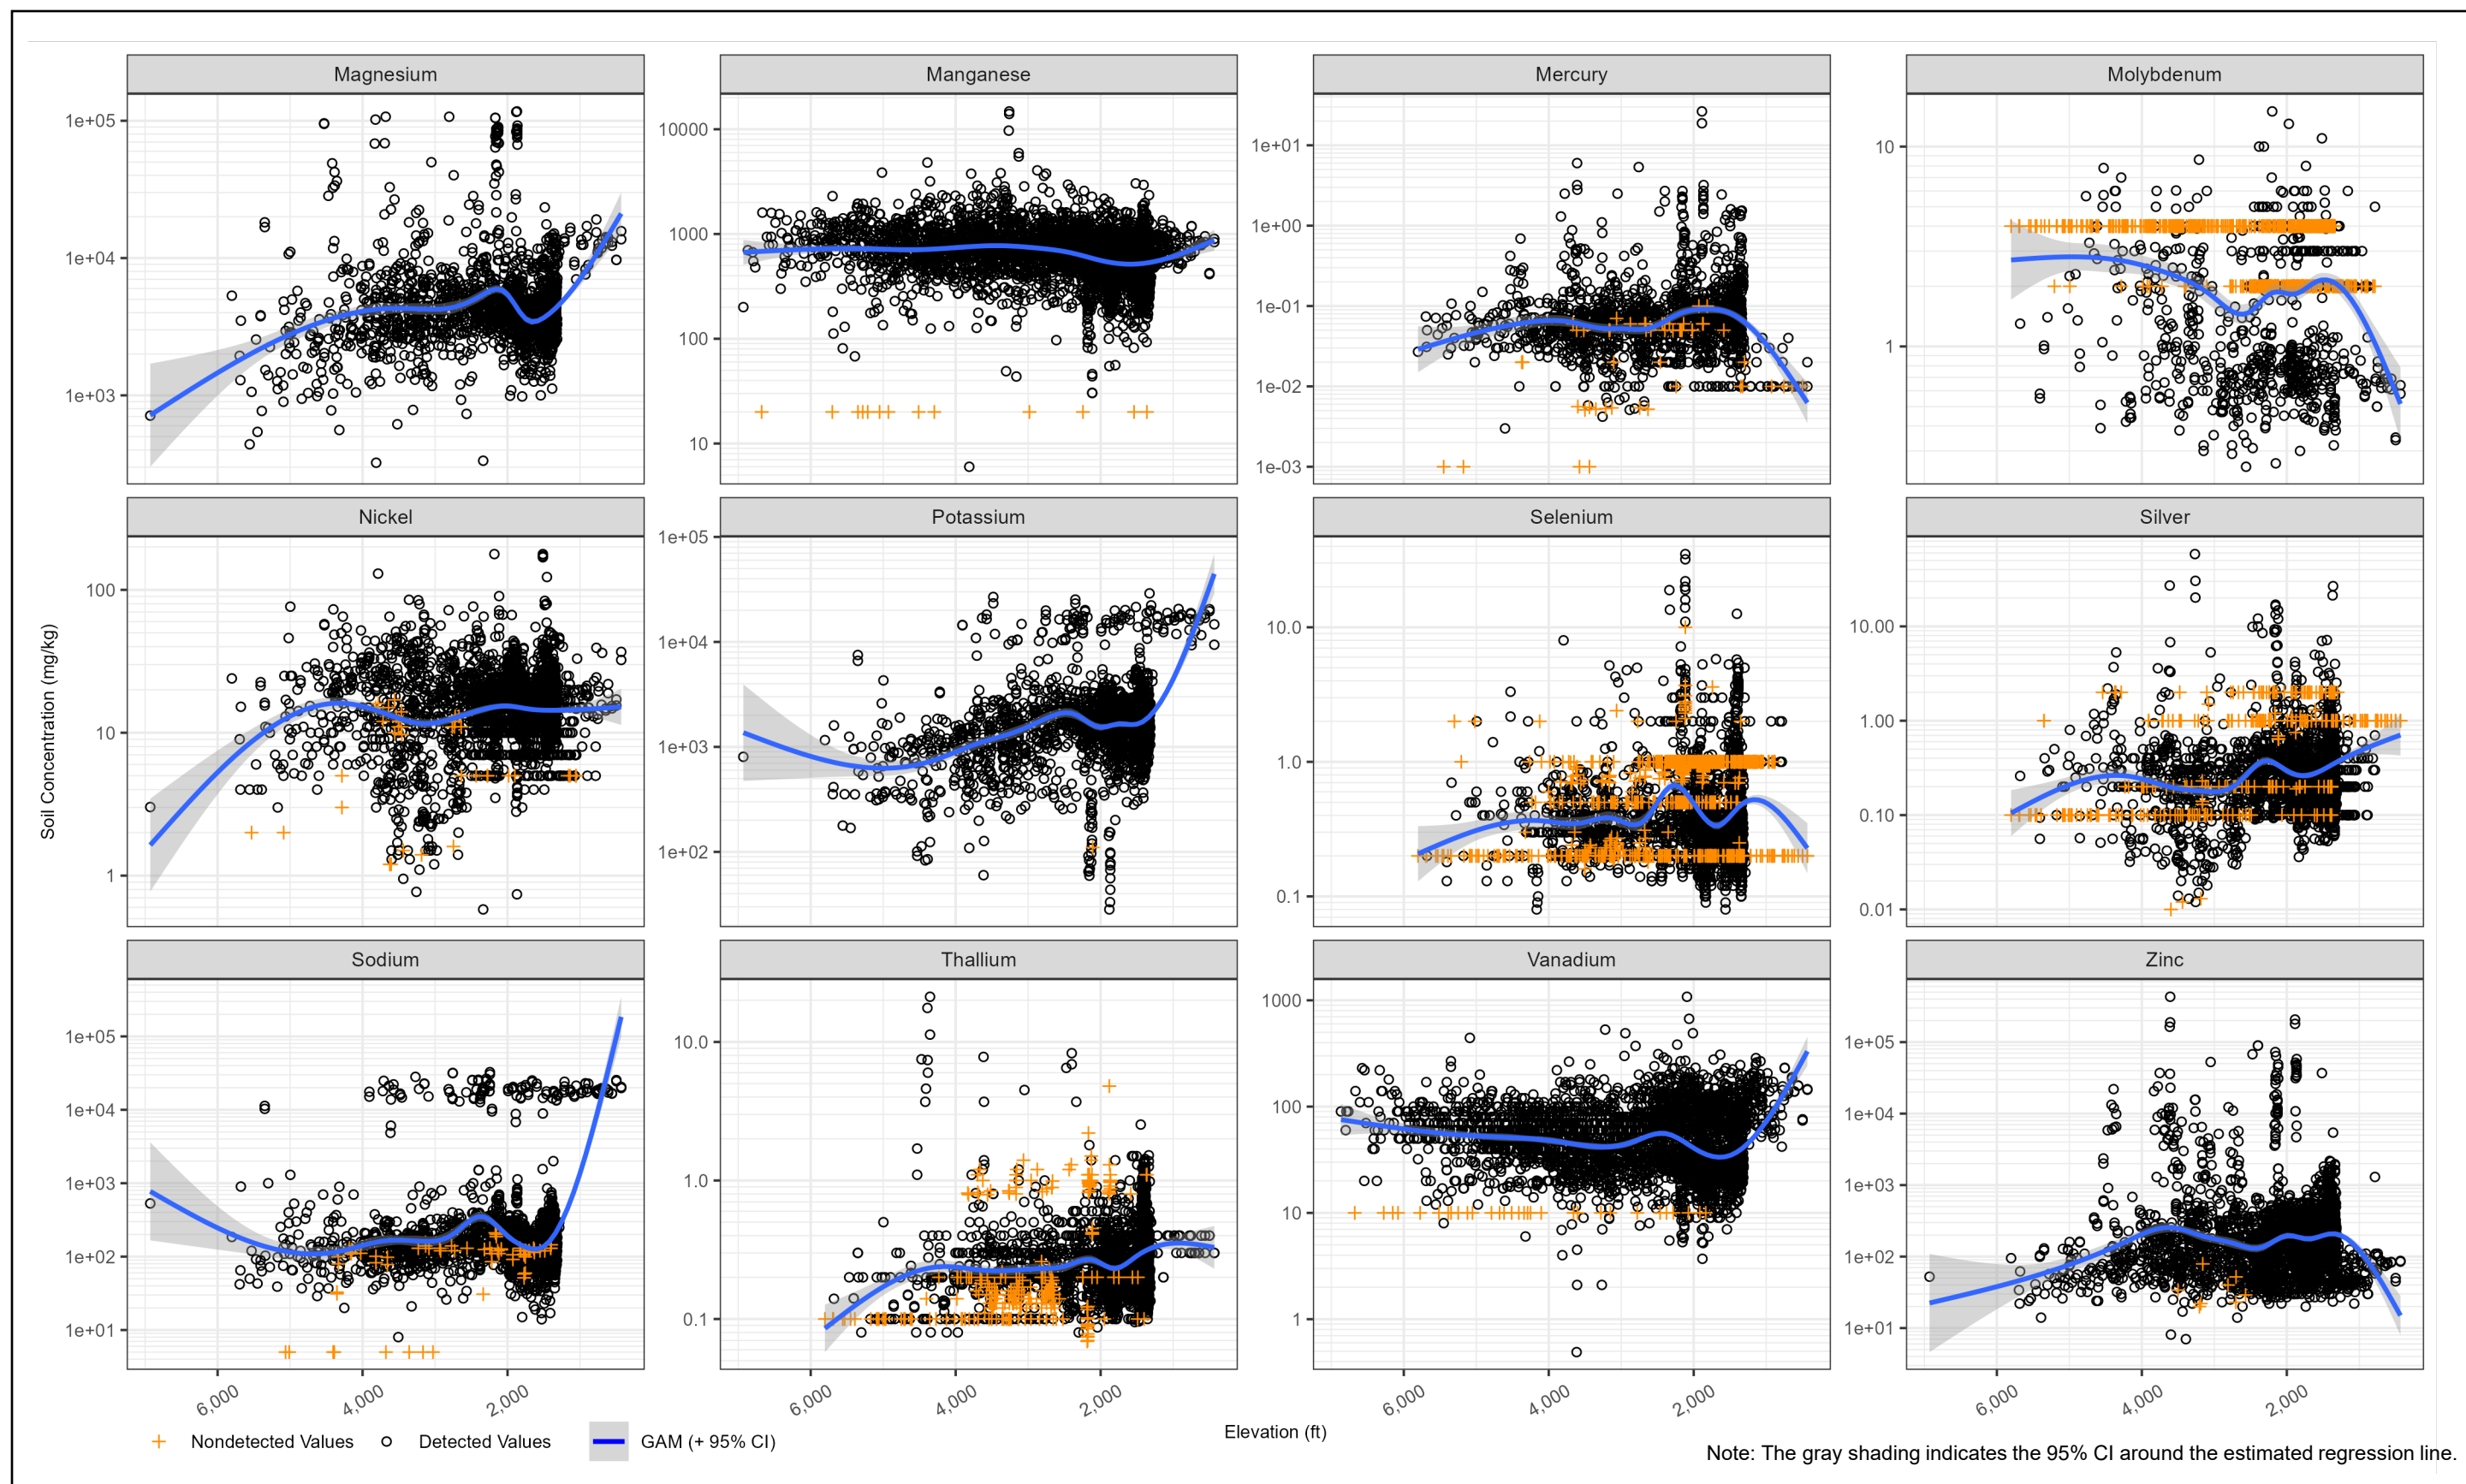 Magnesium
Manganese
Mercury
Molybdenum
1e+05
1e+04
1e+03
10000
1000
100
10
1e+01
1e+00
1e-01
1e-02
1e-03
10
1
Nickel
Potassium
Selenium
Silver
100
10
1
1e+05
1e+04
1e+03
1e+02
10.0
1.0
0.1
10.00
1.00
0.10
0.01
Soil Concentration (mg/kg)
Sodium
Thallium
Vanadium
Zinc
1e+05
1e+04
1e+03
1e+02
1e+01
10.0
1.0
0.1
1000
100
10
1
1e+05
1e+04
1e+03
1e+02
1e+01
6,000 4,000 2,000
6,000 4,000 2,000
6,000 4,000 2,000
6,000 4,000 2,000
Elevation (ft)
Nondetected Values Detected Values GAM (+ 95% CI)
Note: The gray shading indicates the 95% CI around the estimated regression line.